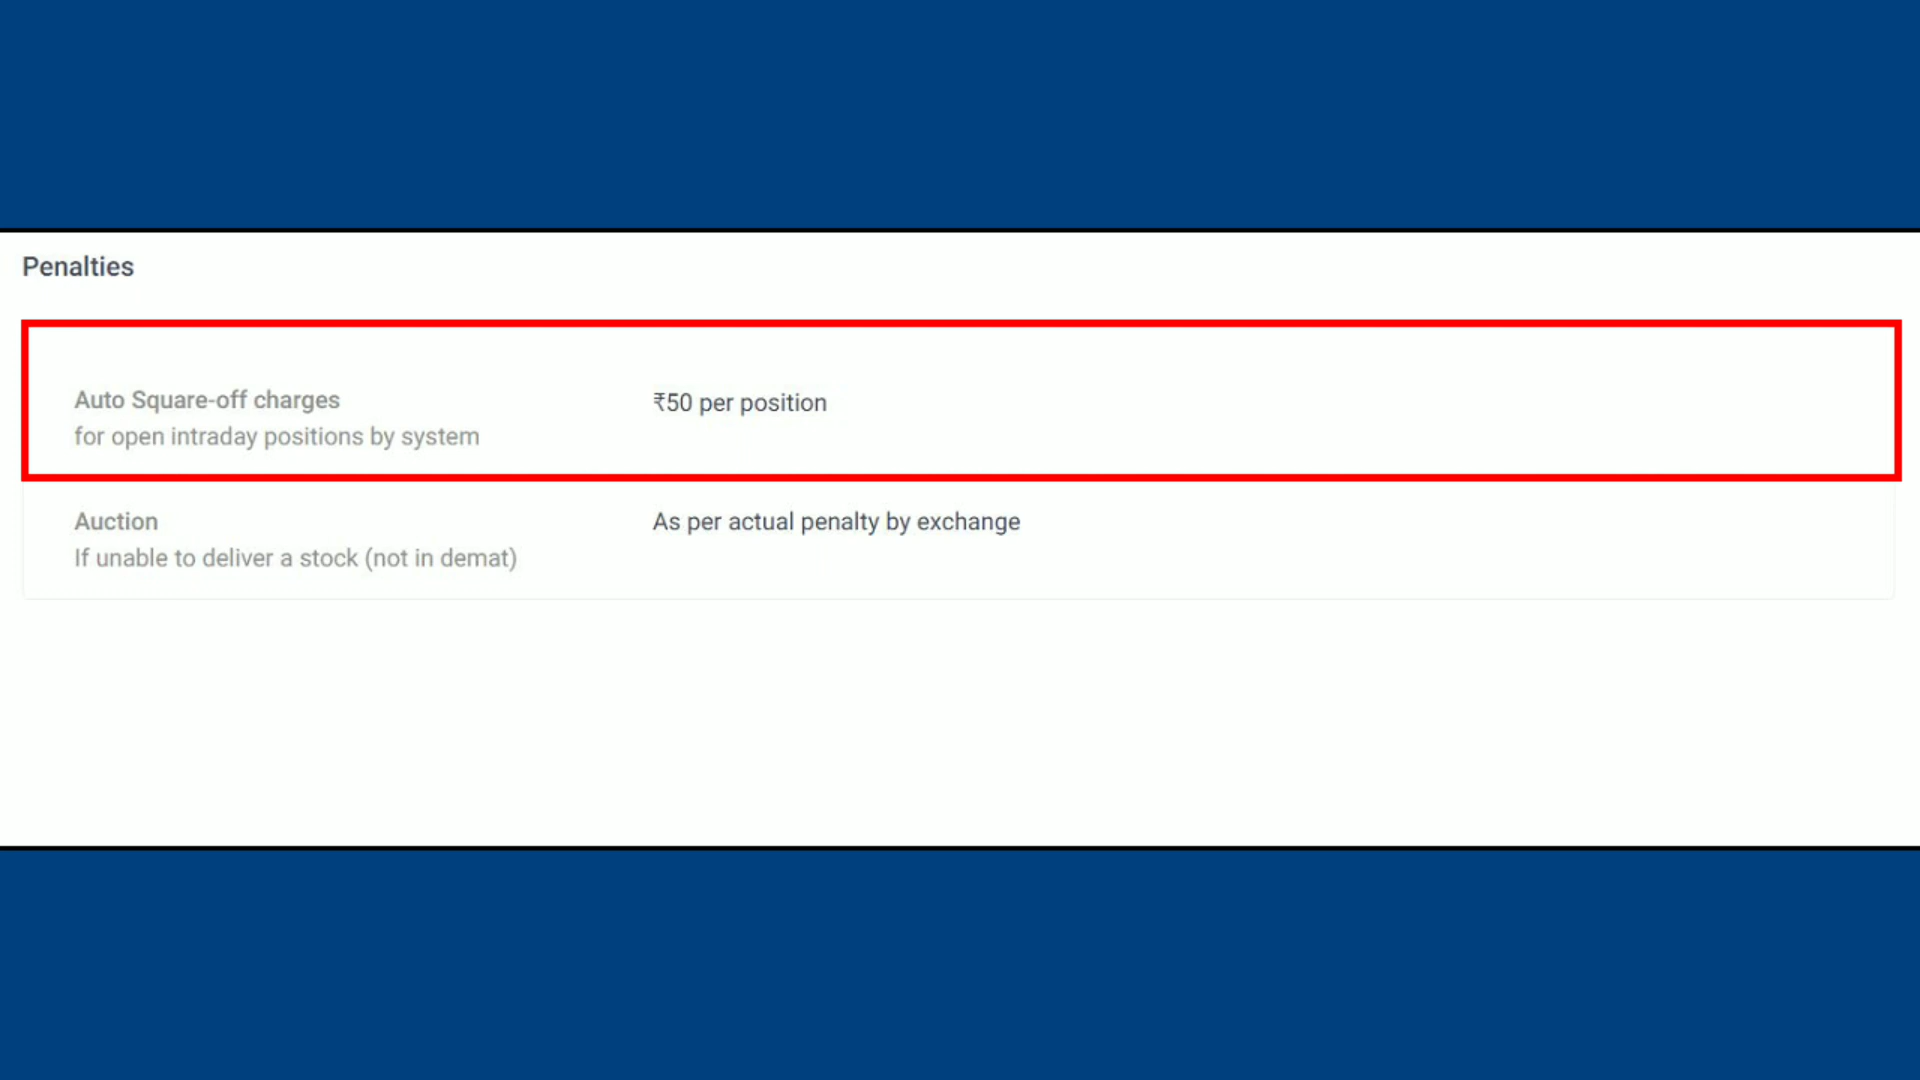 Penalties
Auto Square-off charges
₹50 per position
for open intraday positions by system
Auction
As per actual penalty by exchange
If unable to deliver a stock (not in demat)